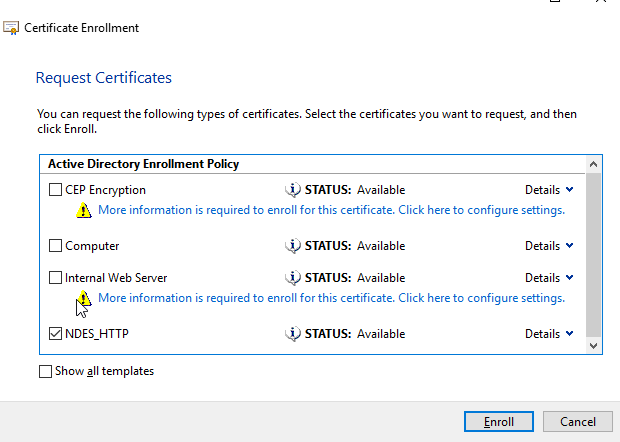 Certificate Enrollment
Request Certificates
You can request the following types of certificates. Select the certificates you want to request, and then
click Enroll.
Active Directory Enrollment Policy
CEP Encryption STATUS: Available Details
More information is required to enroll for this certificate. Click here to configure settings.
Computer STATUS: Available Details
Internal Web Server STATUS: Available Details
More information is required to enroll for this certificate. Click here to configure settings.
NDES_HTTP STATUS: Available Details
Show all templates
Enroll Cancel